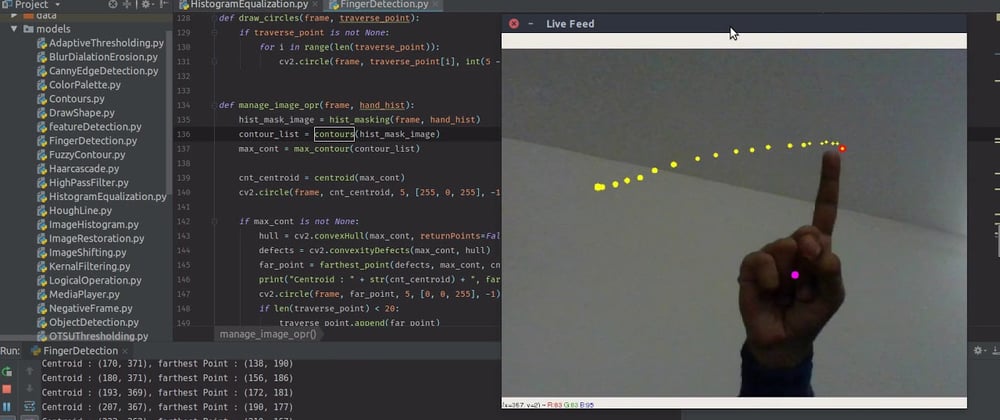 Project
data
models
AdaptiveThresholding.py
BlurDialationErosion.py
CannyEdgeDetection.py
ColorPalette.py
Contours.py
DrawShape.py
featureDetection.py
FingerDetection.py
FuzzyContour.py
Haarcascade.py
HighPassFilter.py
HistogramEqualization.py
HoughLine.py
ImageHistogram.py
ImageRestoration.py
ImageShifting.py
KernalFiltering.py
LogicalOperation.py
MediaPlayer.py
NegativeFrame.py
ObjectDetection.py
OTSUThresholding.py
HistogramEqualization.py
FingerDetection.py
128 def draw_circles(frame, traverse_point):
129 if traverse_point is not None:
130 for i in range(len(traverse_point)):
131 cv2.circle(frame, traverse_point[i], int(5 -
132
133
134 def manage_image_opr(frame, hand_hist):
135 hist_mask_image = hist_masking(frame, hand_hist)
136 contour_list = contours(hist_mask_image)
137 max_cont = max_contour(contour_list)
138
139 cnt_centroid = centroid(max_cont)
140 cv2.circle(frame, cnt_centroid, 5, [255, 0, 255], -1
141
142 if max_cont is not None:
143 hull = cv2.convexHull(max_cont, returnPoints=Fal
144 defects = cv2.convexityDefects(max_cont, hull)
145 far_point = farthest_point(defects, max_cont, cn
146 print("Centroid : " + str(cnt_centroid) + ", far
147 cv2.circle(frame, far_point, 5, [0, 0, 255], -1)
148 if len(traverse_point) < 20:
149 traverse_point.append(far_point)
manage_image_opr()
Live Feed
(x=357, y=2) ~ R:83 G:83 B:95
Run: FingerDetection
Centroid : (170, 371), farthest Point : (138, 190)
Centroid : (180, 371), farthest Point : (156, 186)
Centroid : (193, 369), farthest Point : (172, 181)
Centroid : (207, 367), farthest Point : (190, 177)